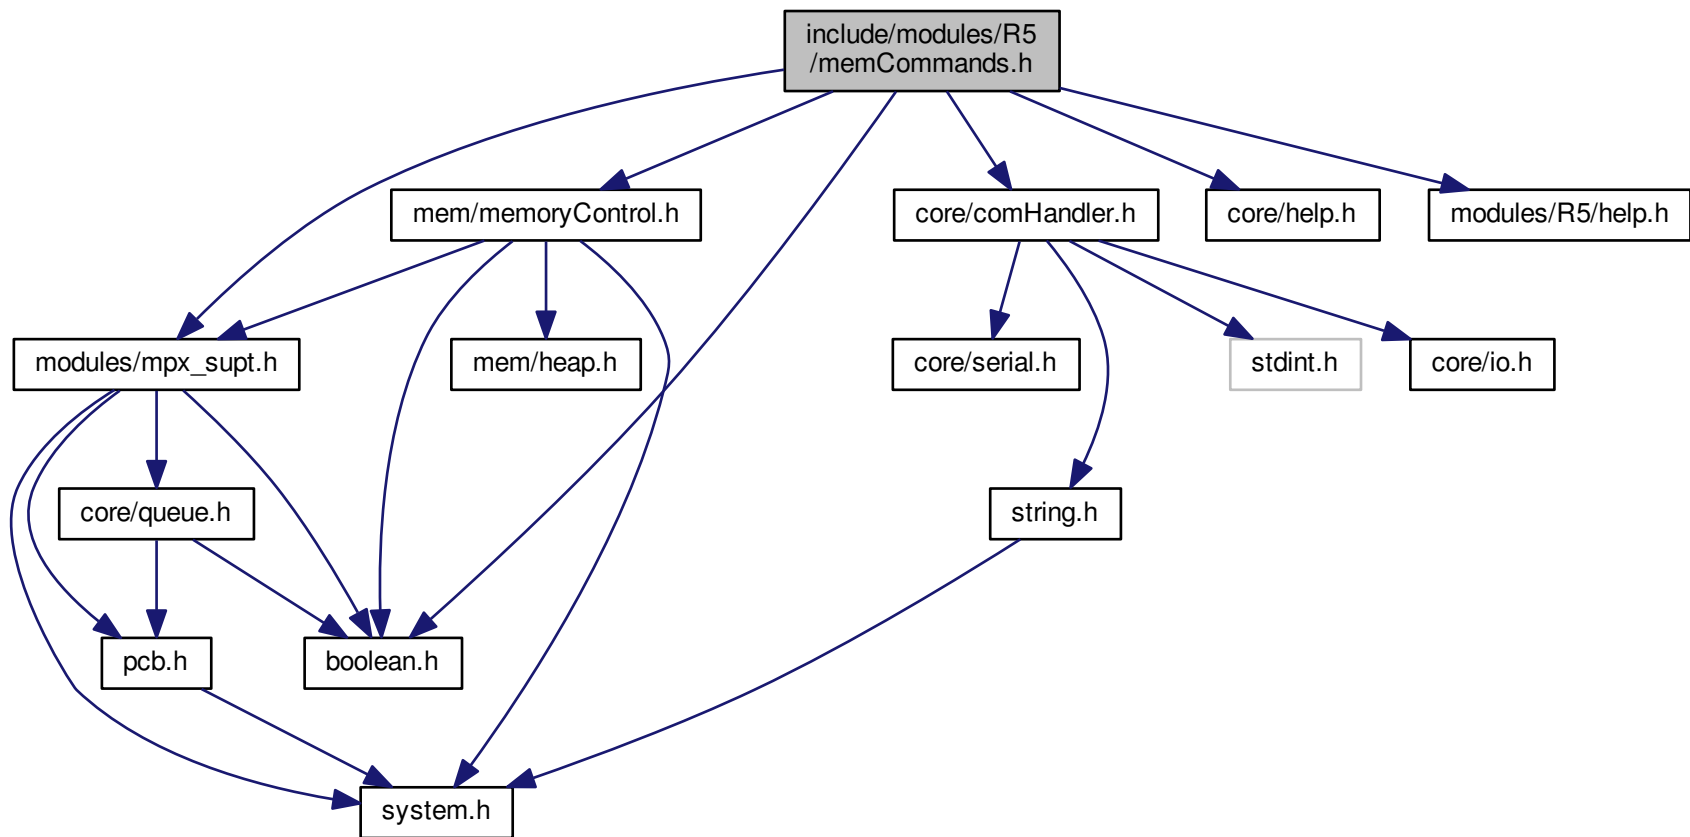 include/modules/R5
/memCommands.h
mem/memoryControl.h
core/comHandler.h
core/help.h
modules/R5/help.h
modules/mpx_supt.h
mem/heap.h
core/serial.h
stdint.h
core/io.h
core/queue.h
string.h
pcb.h
boolean.h
system.h